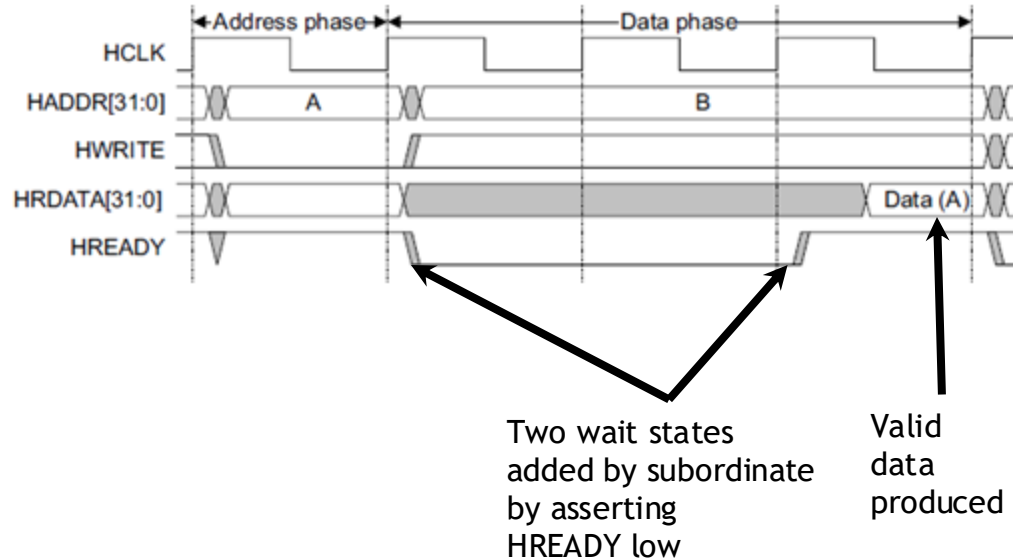 Address phase
Data phase
HCLK
HADDR[31:0]
A
B
HWRITE
HRDATA[31:0]
Data (A)
HREADY
Two wait states
added by subordinate
by asserting
HREADY low
Valid
data
produced